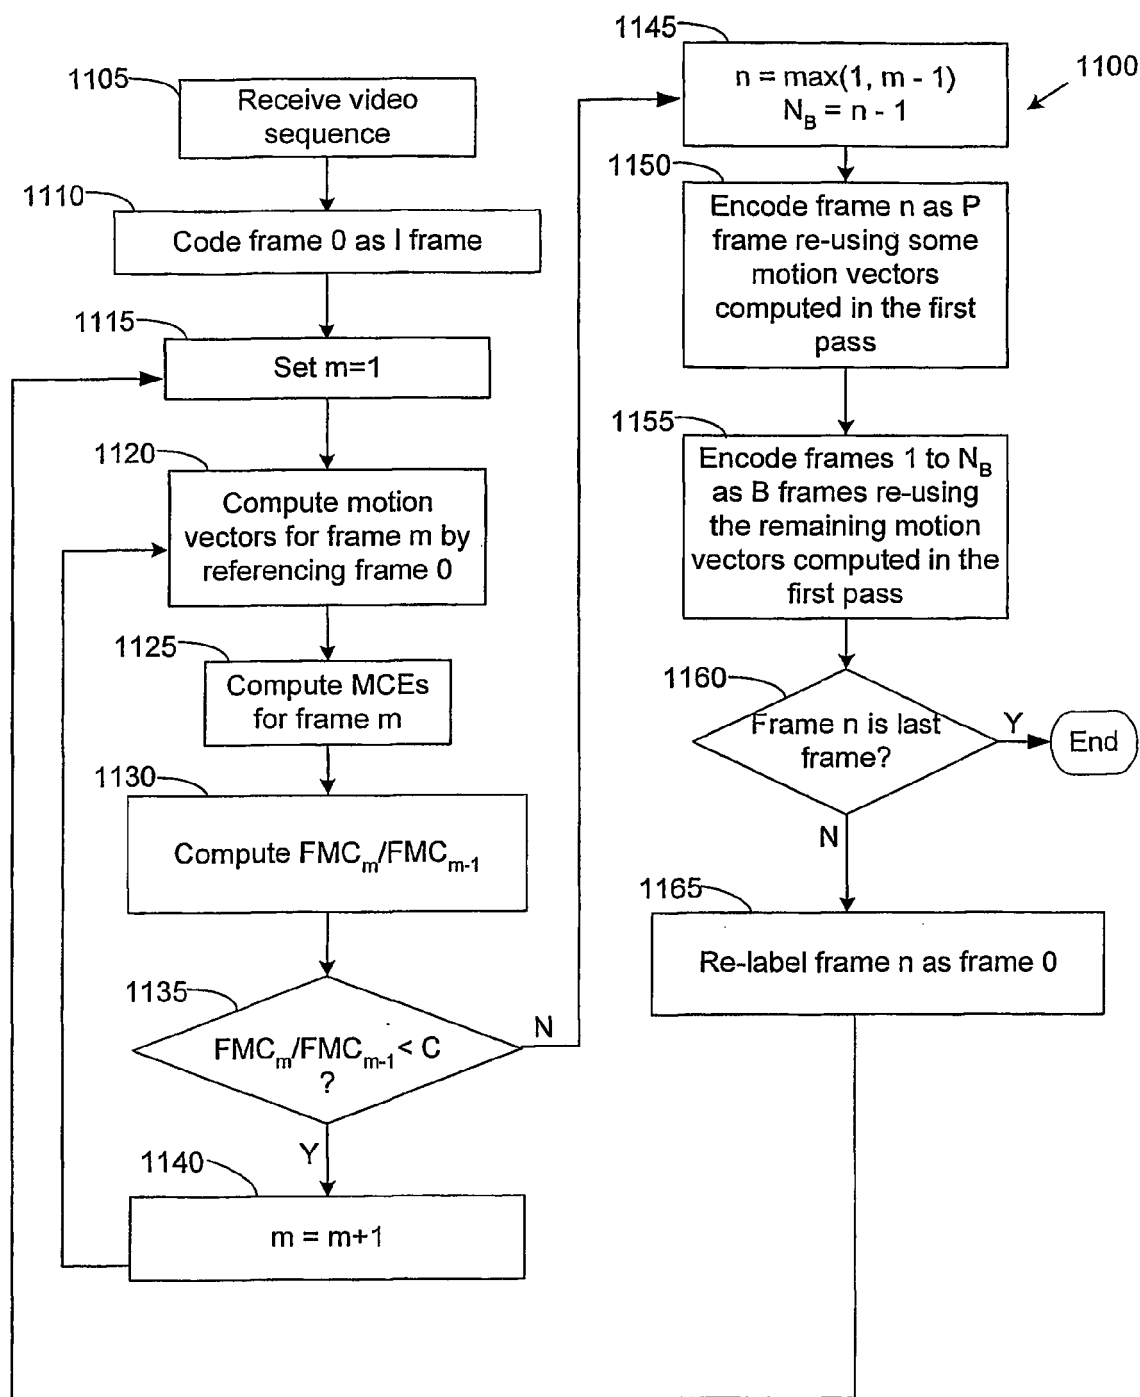 1105
Receive video
sequence
1110
Code frame 0 as I frame
1115
Set m=1
1120
Compute motion
vectors for frame m by
referencing frame 0
1125
Compute MCEs
for frame m
1130
Compute FMCm/FMCm-1
1135
FMCm/FMCm-1 < C
?
N
Y
1140
m = m+1
1145
n = max(1, m - 1)
NB = n - 1
1100
1150
Encode frame n as P
frame re-using some
motion vectors
computed in the first
pass
1155
Encode frames 1 to NB
as B frames re-using
the remaining motion
vectors computed in the
first pass
1160
Frame n is last
frame?
Y
End
N
1165
Re-label frame n as frame 0